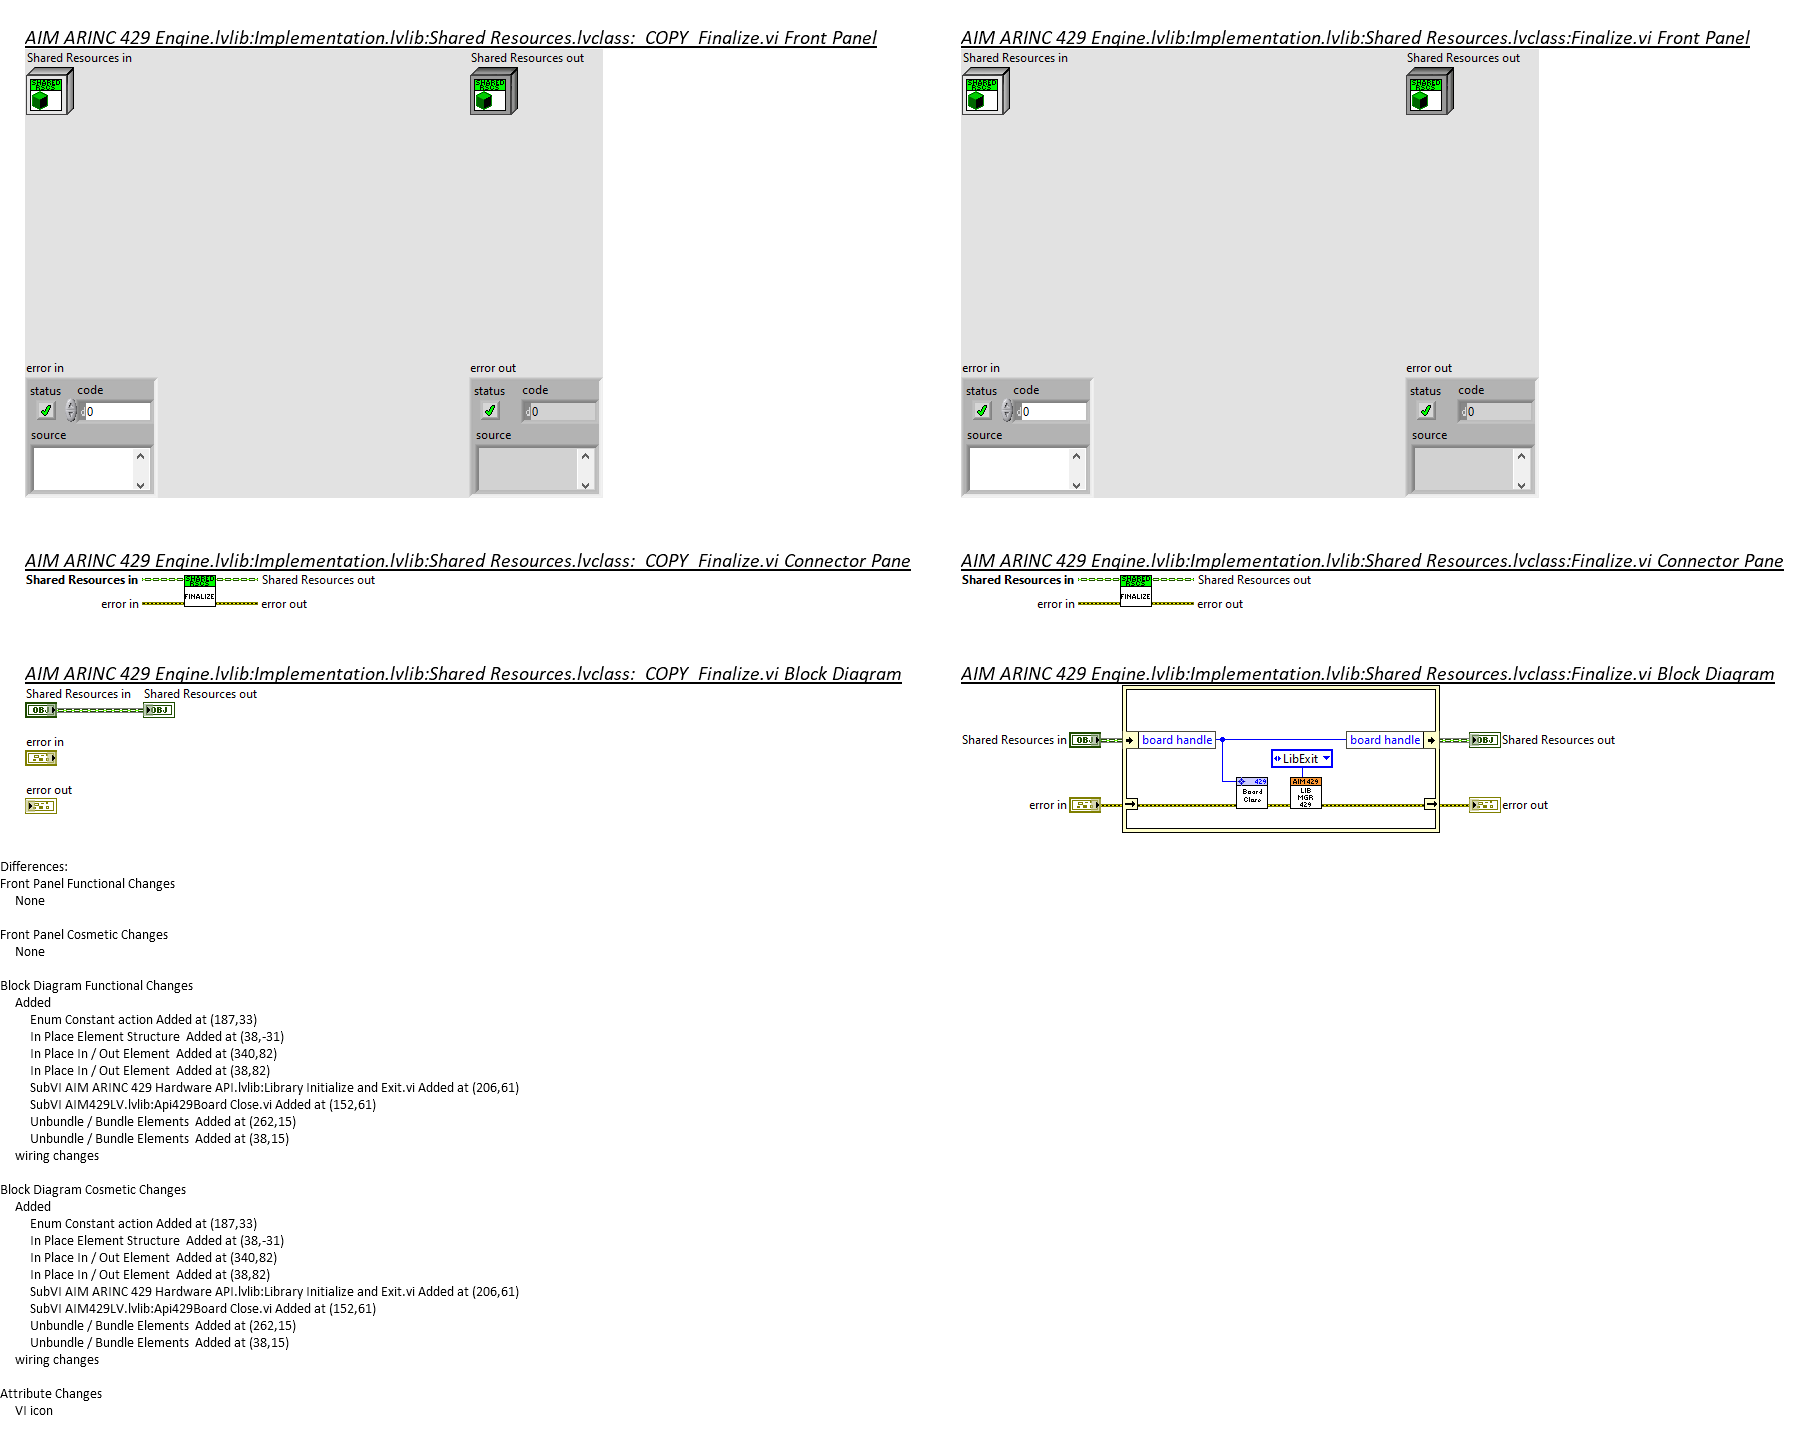 AIM ARINC 429 Engine.lvlib:Implementation.lvlib:Shared Resources.lvclass:_COPY_Finalize.vi Front Panel
Shared Resources in
Shared Resources out
SHARED
RSCS
SHARED
RSCS
error in
error out
status code
status code
d 0
d 0
source
source
AIM ARINC 429 Engine.lvlib:Implementation.lvlib:Shared Resources.lvclass:Finalize.vi Front Panel
Shared Resources in
Shared Resources out
SHARED
RSCS
SHARED
RSCS
error in
error out
status code
status code
d 0
d 0
source
source
AIM ARINC 429 Engine.lvlib:Implementation.lvlib:Shared Resources.lvclass:_COPY_Finalize.vi Connector Pane
Shared Resources in
SHARED
RSCS
Shared Resources out
error in
FINALIZE
error out
AIM ARINC 429 Engine.lvlib:Implementation.lvlib:Shared Resources.lvclass:Finalize.vi Connector Pane
Shared Resources in
SHARED
RSCS
Shared Resources out
error in
FINALIZE
error out
AIM ARINC 429 Engine.lvlib:Implementation.lvlib:Shared Resources.lvclass:_COPY_Finalize.vi Block Diagram
Shared Resources in Shared Resources out
OBJ OBJ
error in
error out
AIM ARINC 429 Engine.lvlib:Implementation.lvlib:Shared Resources.lvclass:Finalize.vi Block Diagram
Shared Resources in OBJ board handle board handle OBJ Shared Resources out
LibExit
429
Board
Close
AIM429
LIB
MGR
429
error in
error out
Differences:
Front Panel Functional Changes
None
Front Panel Cosmetic Changes
None
Block Diagram Functional Changes
Added
Enum Constant action Added at (187,33)
In Place Element Structure  Added at (38,-31)
In Place In / Out Element  Added at (340,82)
In Place In / Out Element  Added at (38,82)
SubVI AIM ARINC 429 Hardware API.lvlib:Library Initialize and Exit.vi Added at (206,61)
SubVI AIM429LV.lvlib:Api429Board Close.vi Added at (152,61)
Unbundle / Bundle Elements  Added at (262,15)
Unbundle / Bundle Elements  Added at (38,15)
wiring changes
Block Diagram Cosmetic Changes
Added
Enum Constant action Added at (187,33)
In Place Element Structure  Added at (38,-31)
In Place In / Out Element  Added at (340,82)
In Place In / Out Element  Added at (38,82)
SubVI AIM ARINC 429 Hardware API.lvlib:Library Initialize and Exit.vi Added at (206,61)
SubVI AIM429LV.lvlib:Api429Board Close.vi Added at (152,61)
Unbundle / Bundle Elements  Added at (262,15)
Unbundle / Bundle Elements  Added at (38,15)
wiring changes
Attribute Changes
VI icon